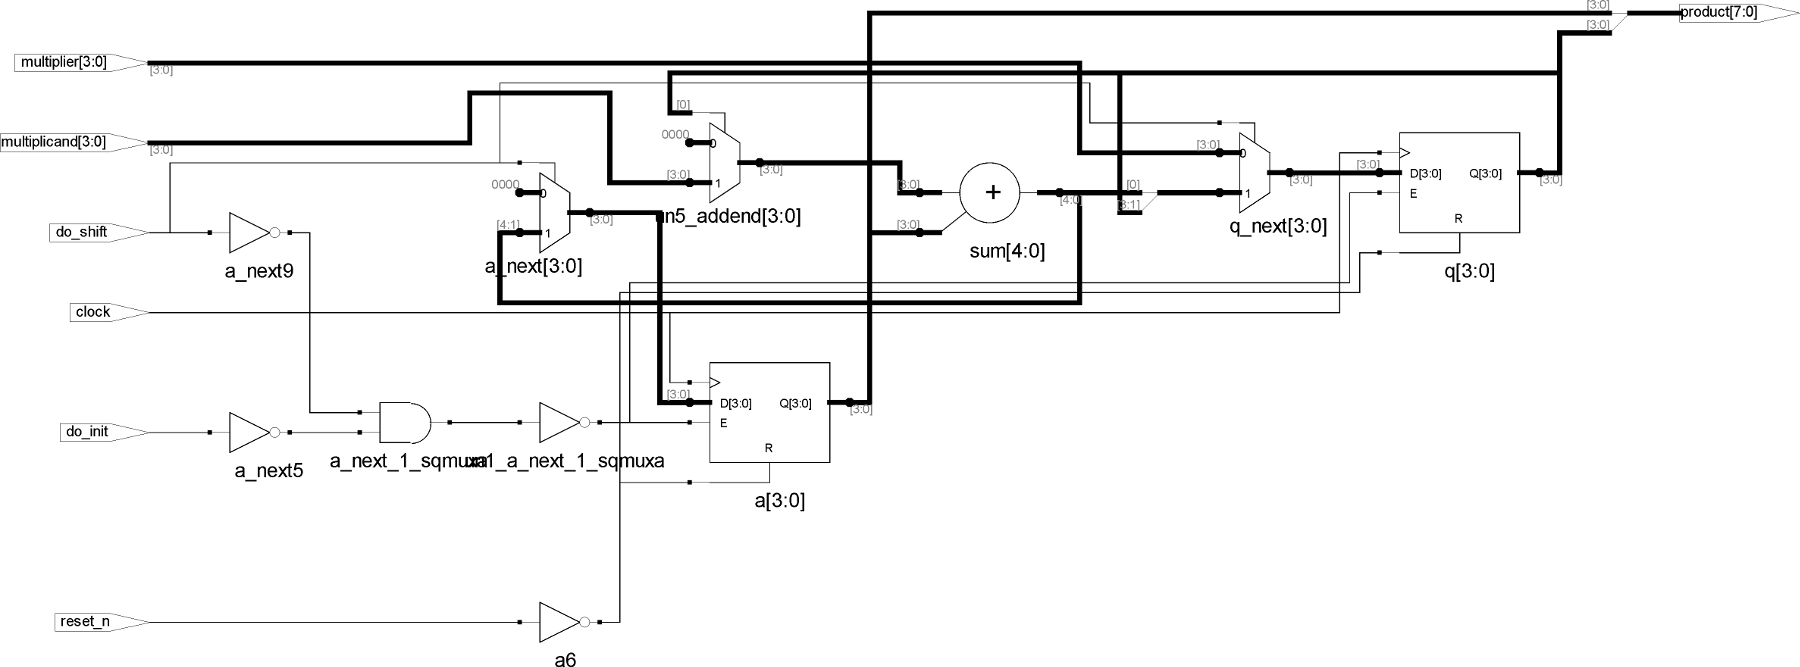 [3:0]
product[7:0]
[3:0]
multiplier[3:0]
[3:0]
[0]
multiplicand[3:0]
[3:0]
0000
0
[3:0]
[3:0]
1
[3:0]
0
1
[3:0]
0000
0
[4:1]
1
[3:0]
a_next[3:0]
un5_addend[3:0]
[3:0]
[3:0]
+
sum[4:0]
[4:0]
[0]
[3:1]
[3:0]
q_next[3:0]
[3:0]
D[3:0]
Q[3:0]
E
R
[3:0]
q[3:0]
do_shift
a_next9
clock
[3:0]
D[3:0]
Q[3:0]
E
R
[3:0]
a[3:0]
do_init
a_next5
a_next_1_sqmuxa
un1_a_next_1_sqmuxa
reset_n
a6